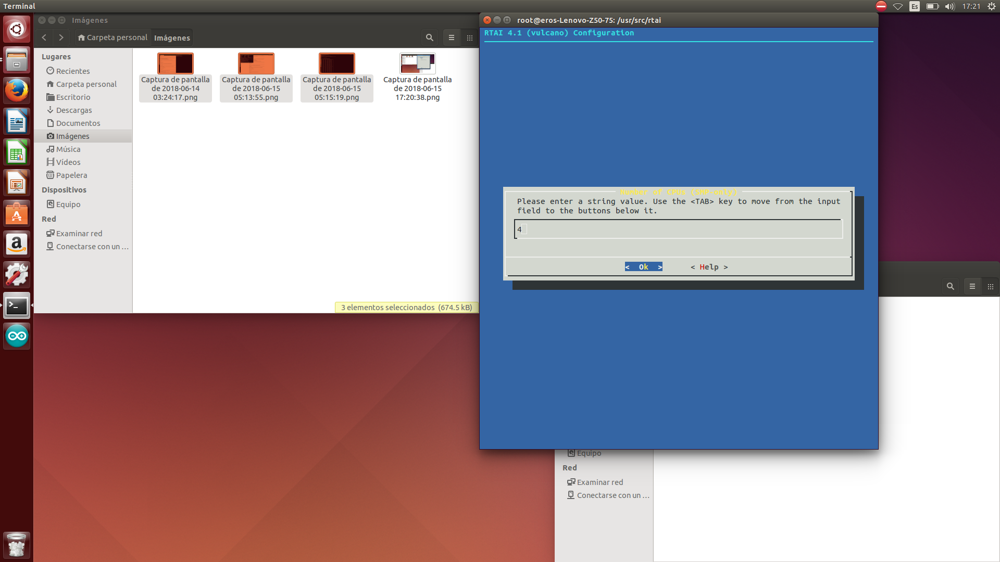 Terminal
Es
17:21
Imágenes
Carpeta personal
Imágenes
Lugares
Recientes
Carpeta personal
Escritorio
Descargas
Documentos
Imágenes
Música
Vídeos
Papelera
Dispositivos
Equipo
Red
Examinar red
Conectarse con un ...
Captura de pantalla
de 2018-06-14
03:24:17.png
Captura de pantalla
de 2018-06-15
05:13:55.png
Captura de pantalla
de 2018-06-15
05:15:19.png
Captura de pantalla
de 2018-06-15
17:20:38.png
3 elementos seleccionados (674.5 kB)
root@eros-Lenovo-Z50-75: /usr/src/rtai
RTAI 4.1 (vulcano) Configuration
Number of CPUs (SMP-only)
Please enter a string value. Use the <TAB> key to move from the input
field to the buttons below it.
4
< Ok >
< Help >
Equipo
Red
Examinar red
Conectarse con un ...